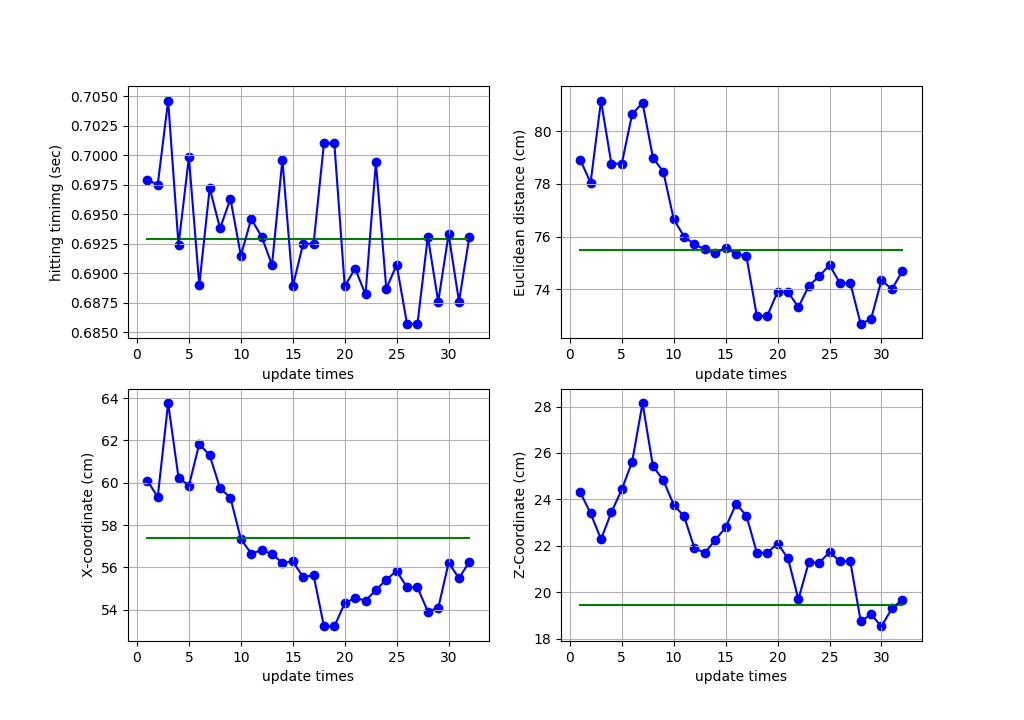 hitting timimg (sec)
0.7050
0.7025
0.7000
0.6975
0.6950
0.6925
0.6900
0.6875
0.6850
0 5 10 15 20 25 30
update times
Euclidean distance (cm)
80
78
76
74
0 5 10 15 20 25 30
update times
X-coordinate (cm)
64
62
60
58
56
54
0 5 10 15 20 25 30
update times
Z-Coordinate (cm)
28
26
24
22
20
18
0 5 10 15 20 25 30
update times